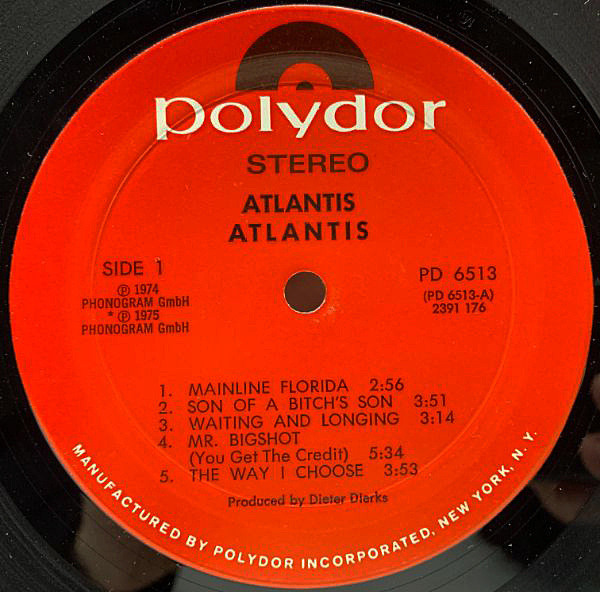 polydor
STEREO
ATLANTIS
ATLANTIS
SIDE 1
℗ 1974
PHONOGRAM GmbH
* ℗ 1975
PHONOGRAM GmbH
PD 6513
(PD 6513-A)
2391 176
1. MAINLINE FLORIDA 2:56
2. SON OF A BITCH'S SON 3:51
3. WAITING AND LONGING 3:14
4. MR. BIGSHOT
(You Get The Credit) 5:34
5. THE WAY I CHOOSE 3:53
Produced by Dieter Dierks
MANUFACTURED BY POLYDOR INCORPORATED, NEW YORK, N. Y.